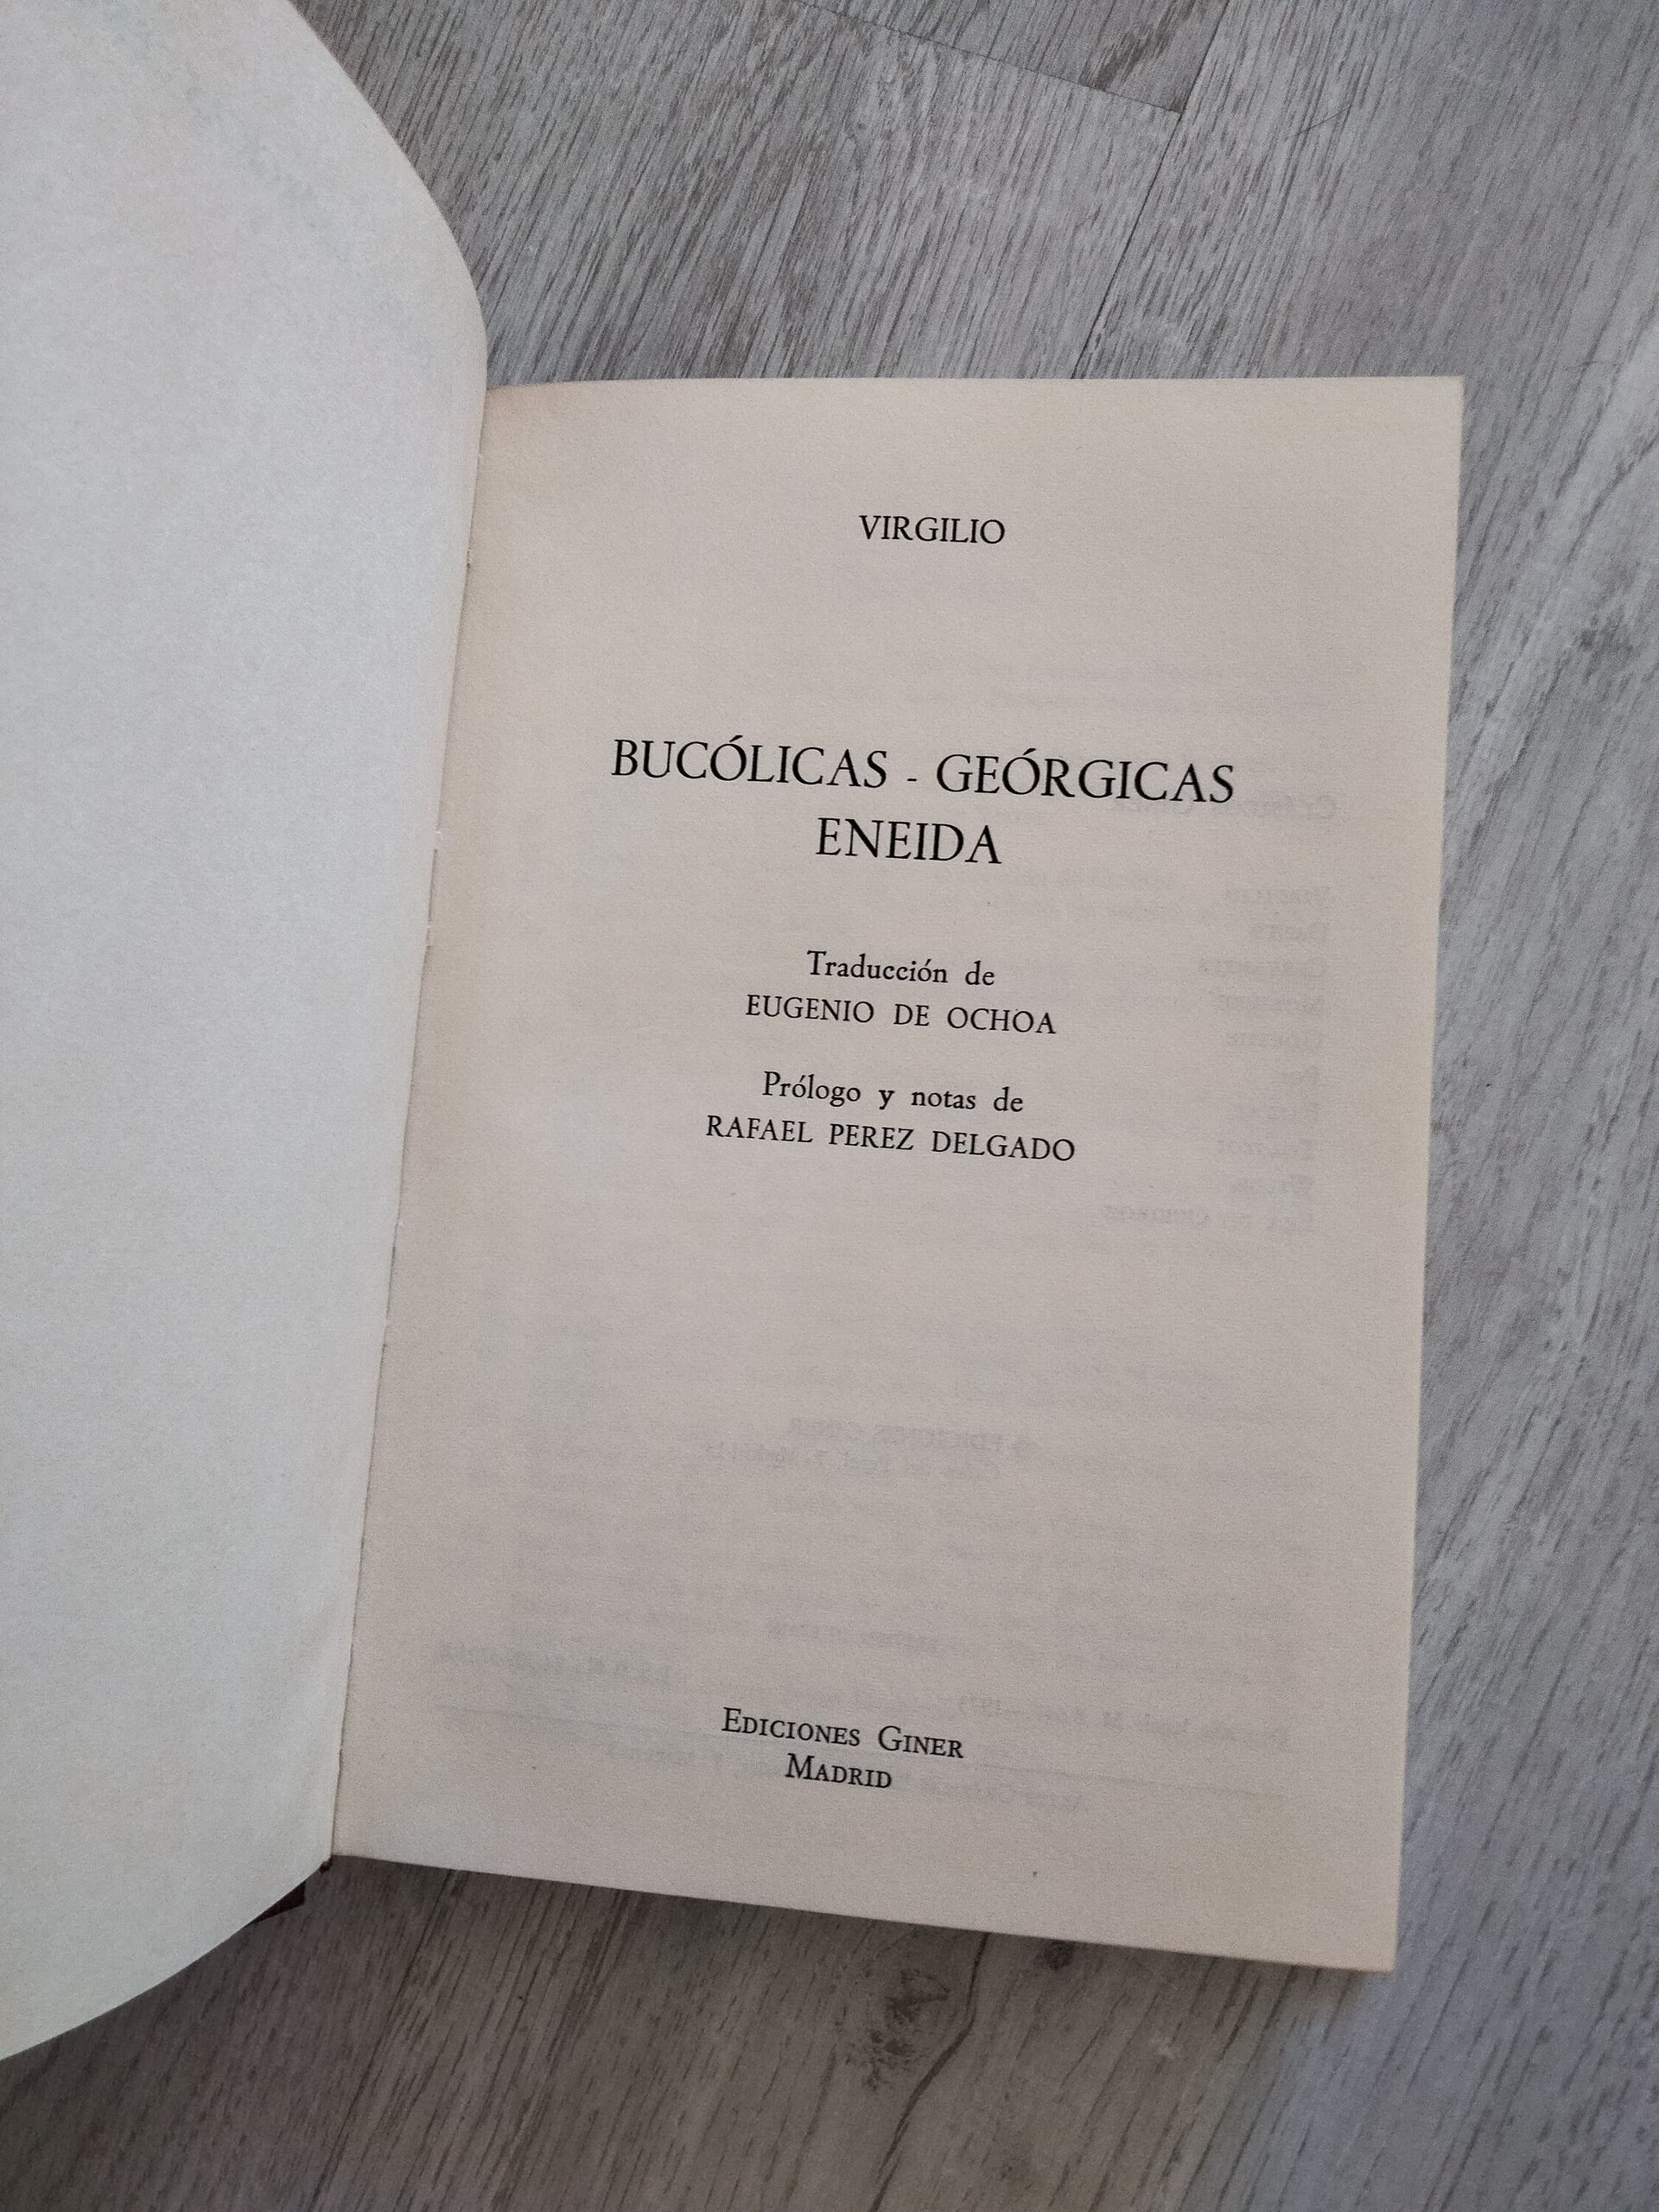 VIRGILIO
BUCÓLICAS - GEÓRGICAS
ENEIDA
Traducción de
EUGENIO DE OCHOA
Prólogo y notas de
RAFAEL PEREZ DELGADO
EDICIONES GINER
MADRID